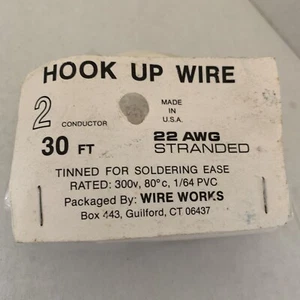 HOOK UP WIRE
2 CONDUCTOR
MADE
IN
U.S.A.
30 FT
22 AWG
STRANDED
TINNED FOR SOLDERING EASE
RATED: 300v, 80°c, 1/64 PVC
Packaged By: WIRE WORKS
Box 443, Guilford, CT 06437